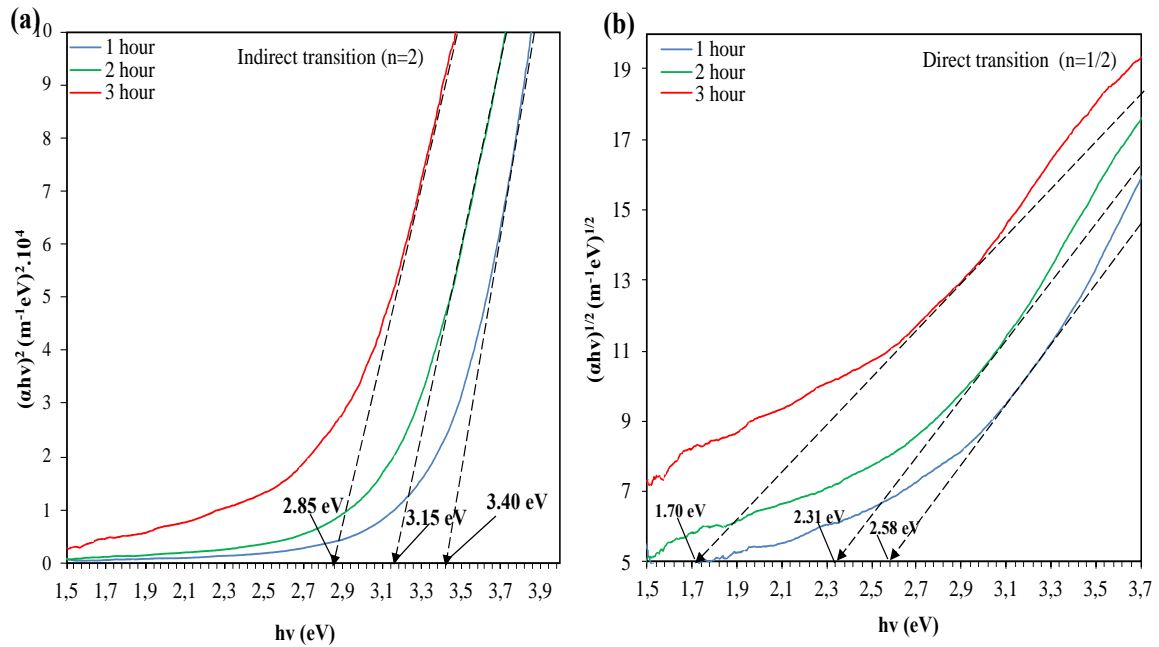 (a)
10
9
8
7
6
5
4
3
2
1
0
(αhν)² (m⁻¹eV)².10⁴
1 hour
2 hour
3 hour
Indirect transition (n=2)
2.85 eV
3.15 eV
3.40 eV
1,5 1,7 1,9 2,1 2,3 2,5 2,7 2,9 3,1 3,3 3,5 3,7 3,9
hν (eV)
(b)
19
17
15
13
11
9
7
5
(αhν)¹/² (m⁻¹eV)¹/²
1 hour
2 hour
3 hour
Direct transition (n=1/2)
1.70 eV
2.31 eV
2.58 eV
1,5 1,7 1,9 2,1 2,3 2,5 2,7 2,9 3,1 3,3 3,5 3,7
hν (eV)